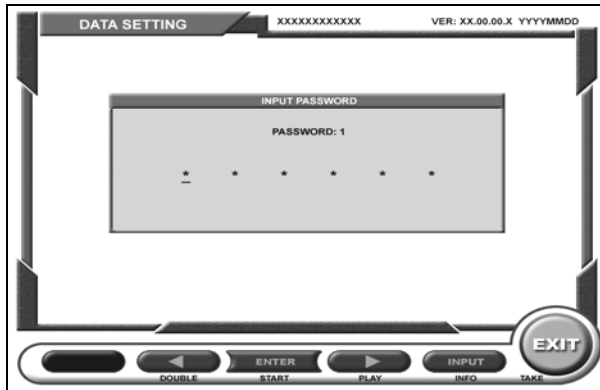 DATA SETTING XXXXXXXXXXXX VER: XX.00.00.X YYYYMMDD
INPUT PASSWORD
PASSWORD: 1
* * * * * *
EXIT
ENTER INPUT
DOUBLE START PLAY INFO TAKE